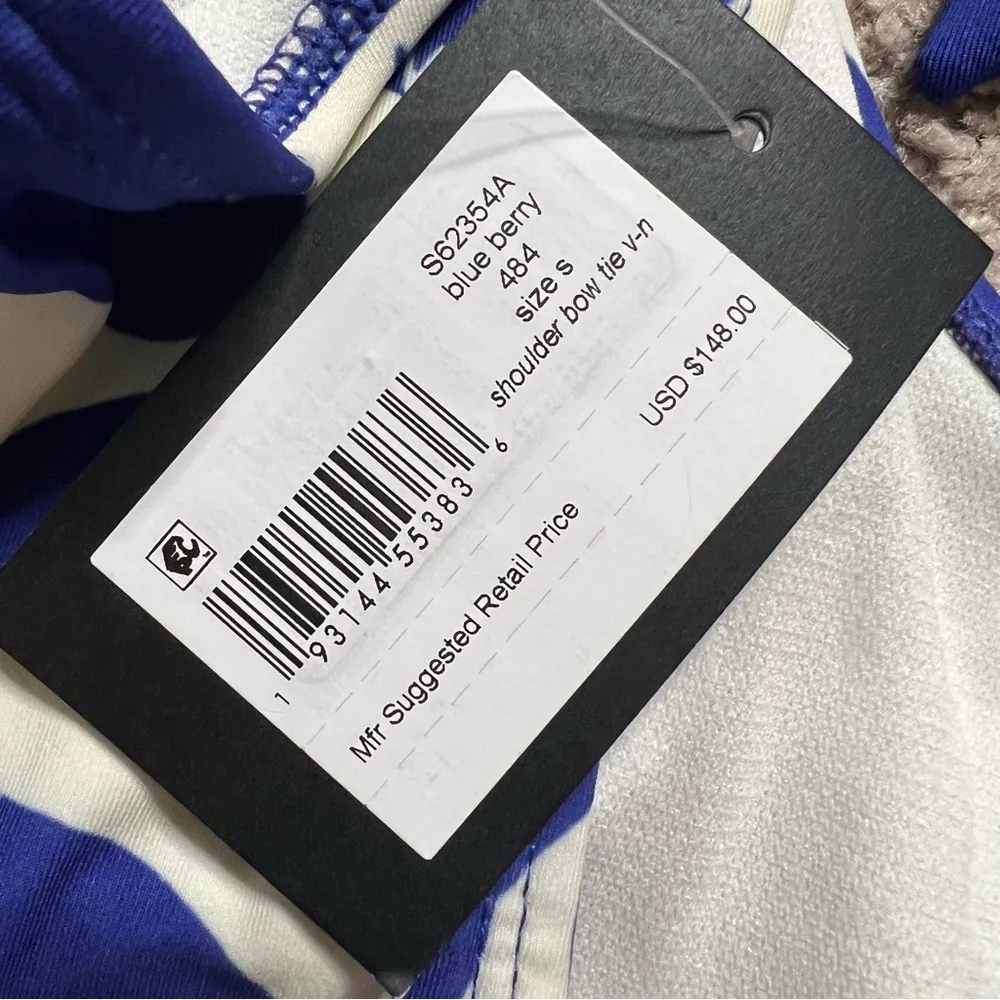 S62354A
blue berry
484
size s
shoulder bow tie v-n
1 93144 55383 6
USD $148.00
Mfr Suggested Retail Price